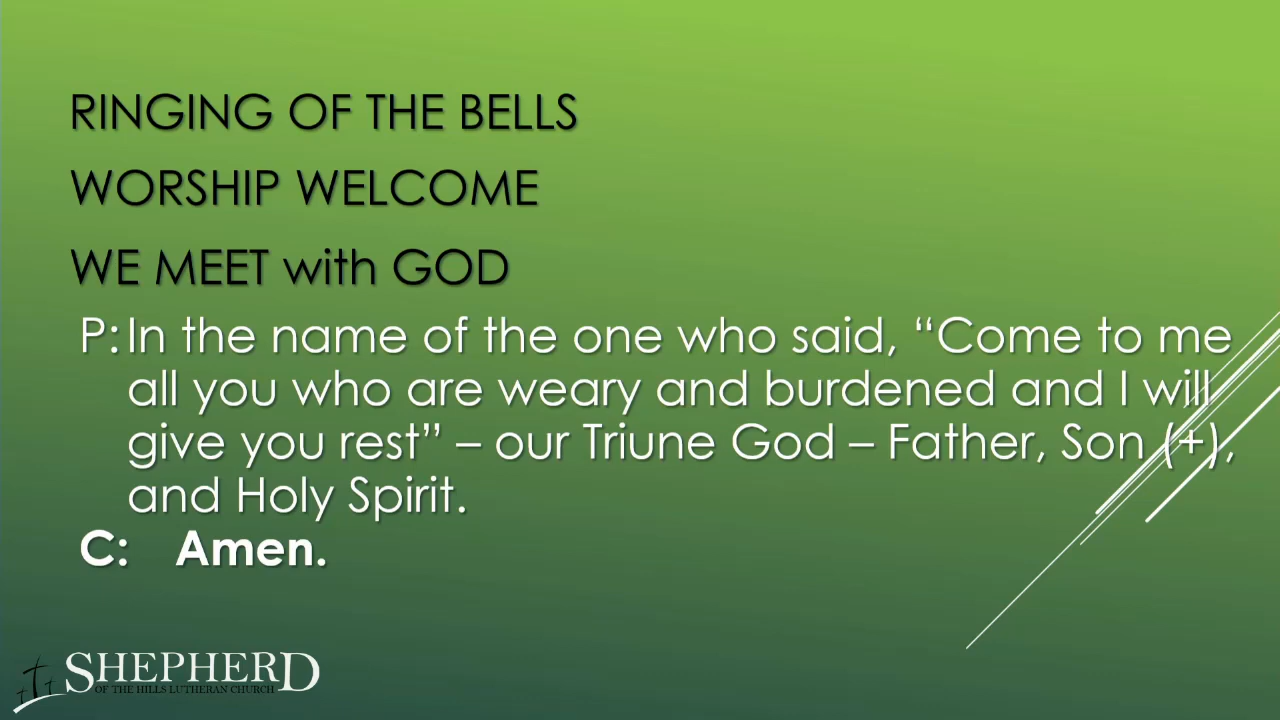 RINGING OF THE BELLS
WORSHIP WELCOME
WE MEET with GOD
P: In the name of the one who said, “Come to me
all you who are weary and burdened and I will
give you rest” – our Triune God – Father, Son (+),
and Holy Spirit.
C: Amen.
SHEPHERD
OF THE HILLS LUTHERAN CHURCH